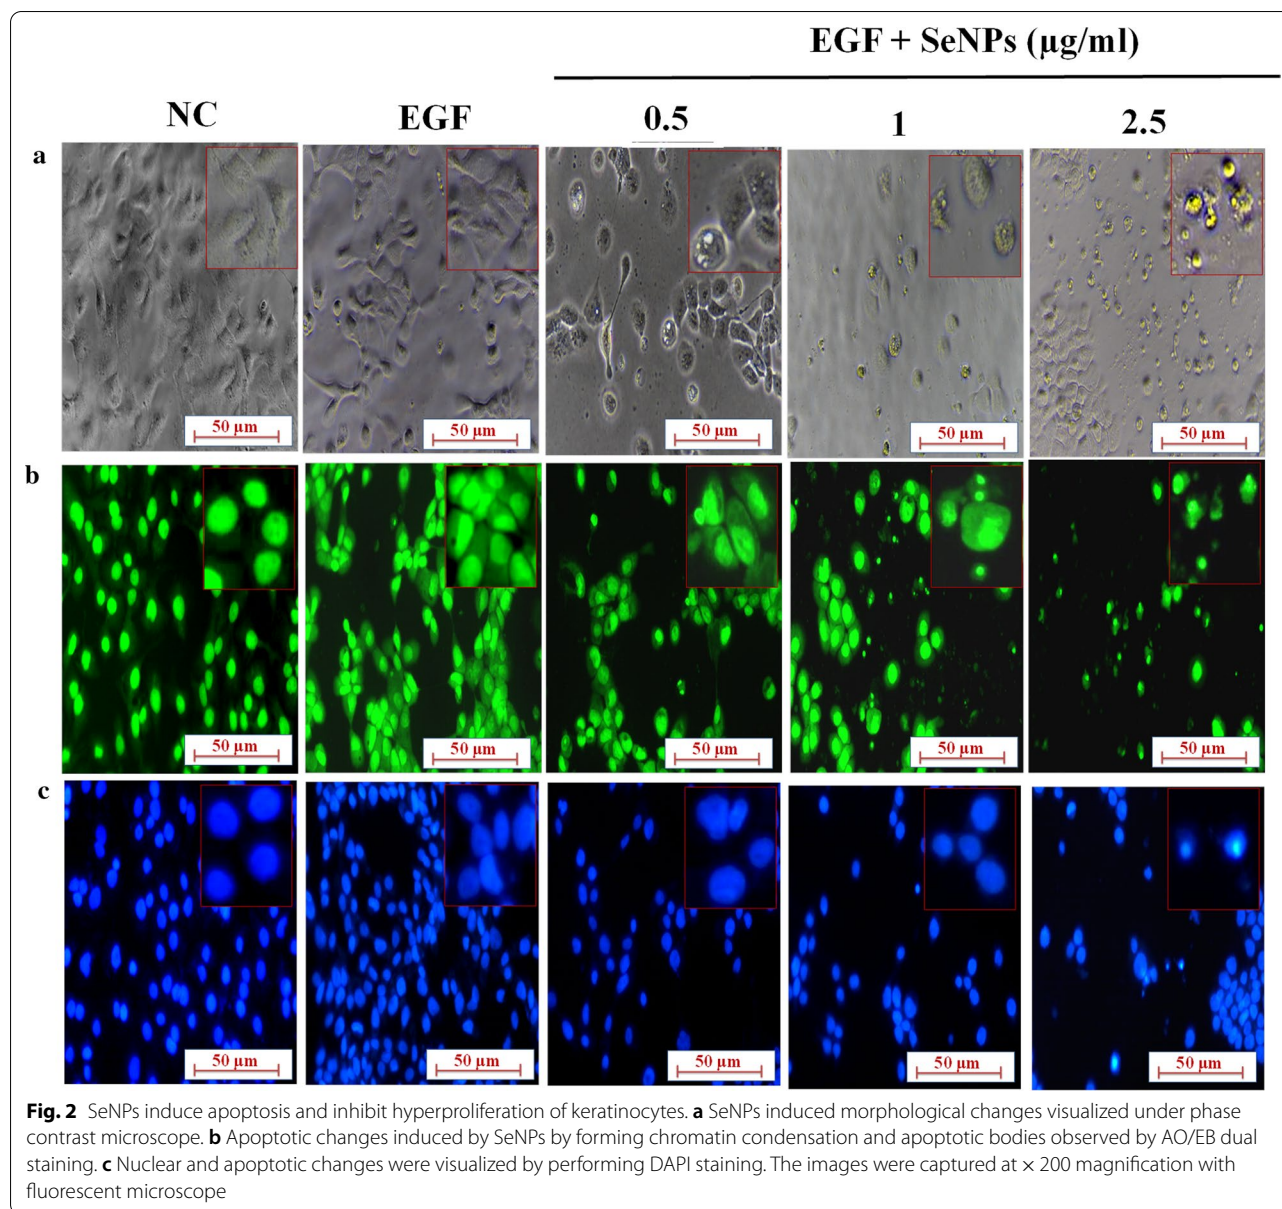 EGF + SeNPs (µg/ml)
NC EGF 0.5 1 2.5
a
50 µm 50 µm 50 µm 50 µm 50 µm
b
50 µm 50 µm 50 µm 50 µm 50 µm
c
50 µm 50 µm 50 µm 50 µm 50 µm
Fig. 2 SeNPs induce apoptosis and inhibit hyperproliferation of keratinocytes. a SeNPs induced morphological changes visualized under phase
contrast microscope. b Apoptotic changes induced by SeNPs by forming chromatin condensation and apoptotic bodies observed by AO/EB dual
staining. c Nuclear and apoptotic changes were visualized by performing DAPI staining. The images were captured at × 200 magnification with
fluorescent microscope